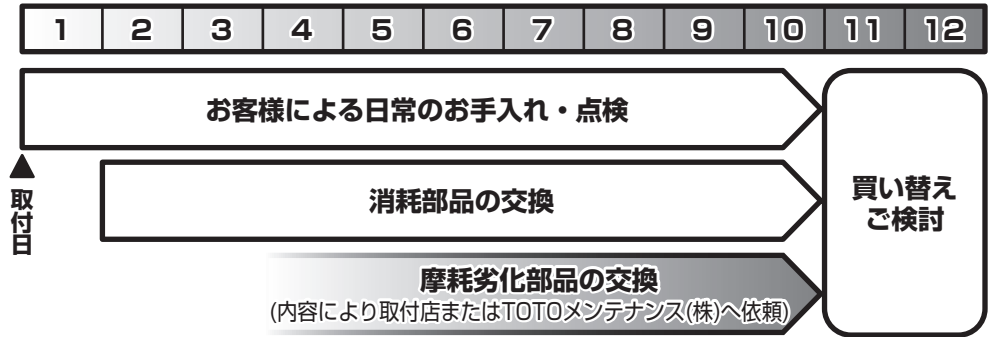 1 2 3 4 5 6 7 8 9 10 11 12
お客様による日常のお手入れ・点検
取付日
消耗部品の交換
摩耗劣化部品の交換
(内容により取付店またはTOTOメンテナンス(株)へ依頼)
買い替え
ご検討